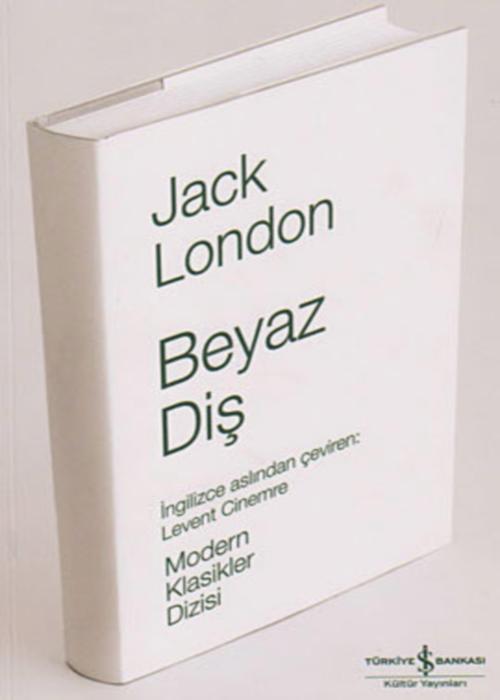 Jack
London
Beyaz
Diş
İngilizce aslından çeviren:
Levent Cinemre
Modern
Klasikler
Dizisi
TÜRKİYE İŞ BANKASI
Kültür Yayınları